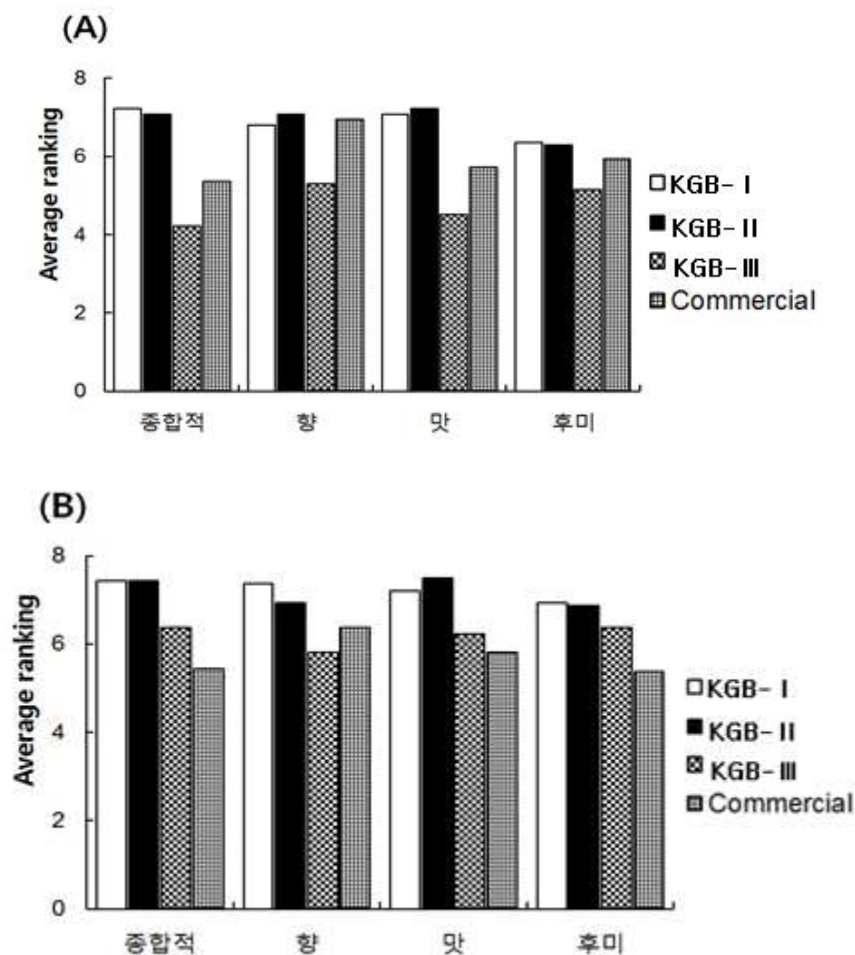 (A)
Average ranking
8
6
4
2
0
종합적 향 맛 후미
KGB-Ⅰ
KGB-Ⅱ
KGB-Ⅲ
Commercial
(B)
Average ranking
8
6
4
2
0
종합적 향 맛 후미
KGB-Ⅰ
KGB-Ⅱ
KGB-Ⅲ
Commercial